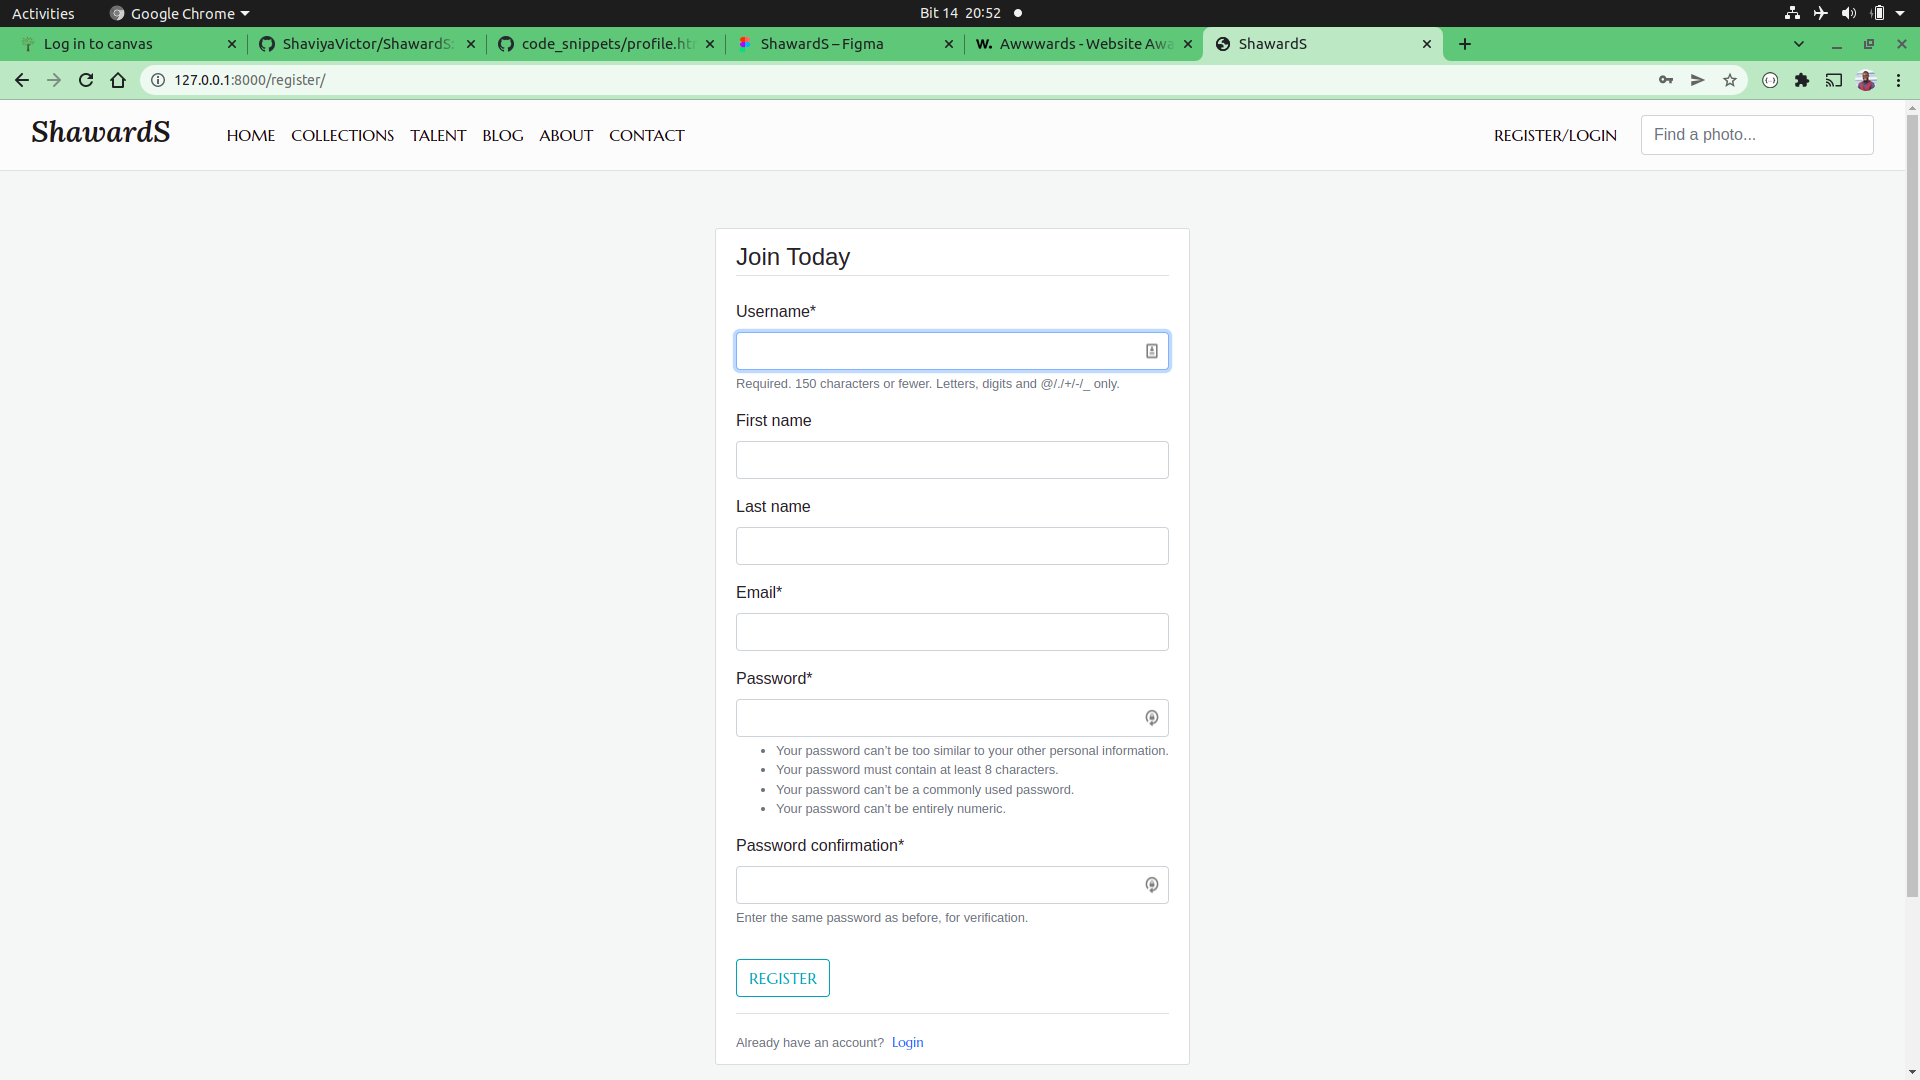 Activities
Google Chrome
Bit 14 20:52
Log in to canvas
ShaviyaVictor/ShawardS:
code_snippets/profile.htm
ShawardS – Figma
Awwwards - Website Awa
ShawardS
127.0.0.1:8000/register/
ShawardS
HOME COLLECTIONS TALENT BLOG ABOUT CONTACT
REGISTER/LOGIN
Find a photo...
Join Today
Username*
Required. 150 characters or fewer. Letters, digits and @/./+/-/_ only.
First name
Last name
Email*
Password*
Your password can’t be too similar to your other personal information.
Your password must contain at least 8 characters.
Your password can’t be a commonly used password.
Your password can’t be entirely numeric.
Password confirmation*
Enter the same password as before, for verification.
REGISTER
Already have an account? Login